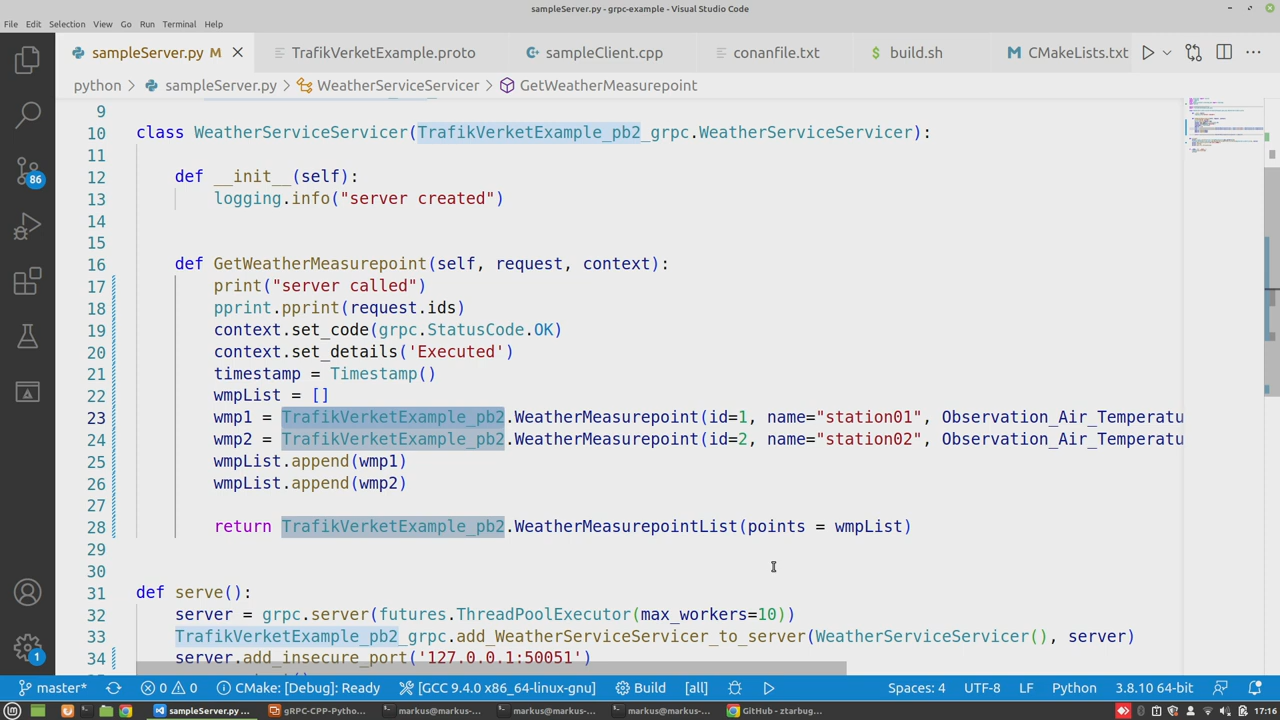 sampleServer.py - grpc-example - Visual Studio Code
File Edit Selection View Go Run Terminal Help
sampleServer.py M TrafikVerketExample.proto sampleClient.cpp conanfile.txt build.sh CMakeLists.txt
python > sampleServer.py > WeatherServiceServicer > GetWeatherMeasurepoint
9
10 class WeatherServiceServicer(TrafikVerketExample_pb2_grpc.WeatherServiceServicer):
11
12 def __init__(self):
13 logging.info("server created")
14
15
16 def GetWeatherMeasurepoint(self, request, context):
17 print("server called")
18 pprint.pprint(request.ids)
19 context.set_code(grpc.StatusCode.OK)
20 context.set_details('Executed')
21 timestamp = Timestamp()
22 wmpList = []
23 wmp1 = TrafikVerketExample_pb2.WeatherMeasurepoint(id=1, name="station01", Observation_Air_Temperatu
24 wmp2 = TrafikVerketExample_pb2.WeatherMeasurepoint(id=2, name="station02", Observation_Air_Temperatu
25 wmpList.append(wmp1)
26 wmpList.append(wmp2)
27
28 return TrafikVerketExample_pb2.WeatherMeasurepointList(points = wmpList)
29
30
31 def serve():
32 server = grpc.server(futures.ThreadPoolExecutor(max_workers=10))
33 TrafikVerketExample_pb2_grpc.add_WeatherServiceServicer_to_server(WeatherServiceServicer(), server)
34 server.add_insecure_port('127.0.0.1:50051')
86
1
master* 0 0 CMake: [Debug]: Ready [GCC 9.4.0 x86_64-linux-gnu] Build [all] Spaces: 4 UTF-8 LF Python 3.8.10 64-bit
sampleServer.py ... gRPC-CPP-Python... markus@markus-... markus@markus-... markus@markus-... GitHub - ztarbug... 17:16